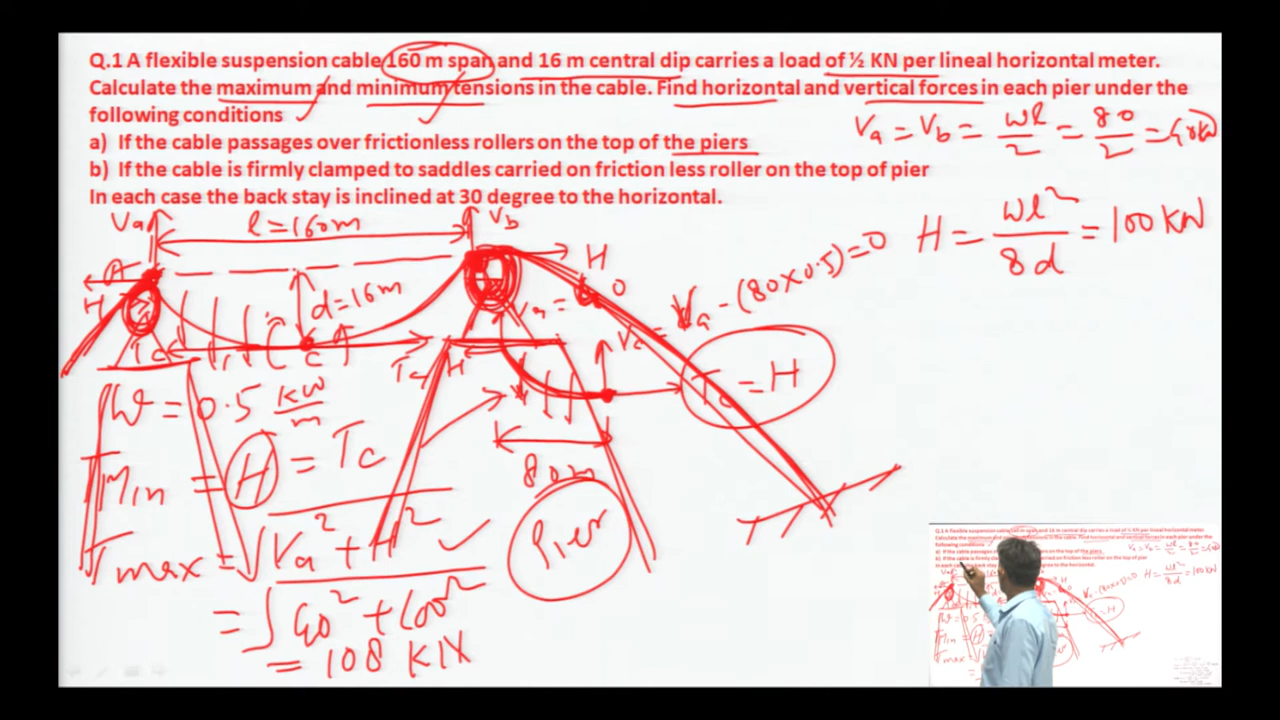 Q.1 A flexible suspension cable 160 m span and 16 m central dip carries a load of ½ KN per lineal horizontal meter.
Calculate the maximum and minimum tensions in the cable. Find horizontal and vertical forces in each pier under the
following conditions
a) If the cable passages over frictionless rollers on the top of the piers
b) If the cable is firmly clamped to saddles carried on friction less roller on the top of pier
In each case the back stay is inclined at 30 degree to the horizontal.
Va = Vb = wl/2 = 80/2 = 40 KN
H = wl²/8d = 100 KN
Va
l = 160m
Vb
A
H
H
d = 16m
Va - (80×0.5) = 0
C
Tc
Tc
H
Tc = H
W = 0.5 KN/m
80m
TMin = H = Tc
Pier
Tmax = √Va² + H²
= √40² + 100²
= 108 KN